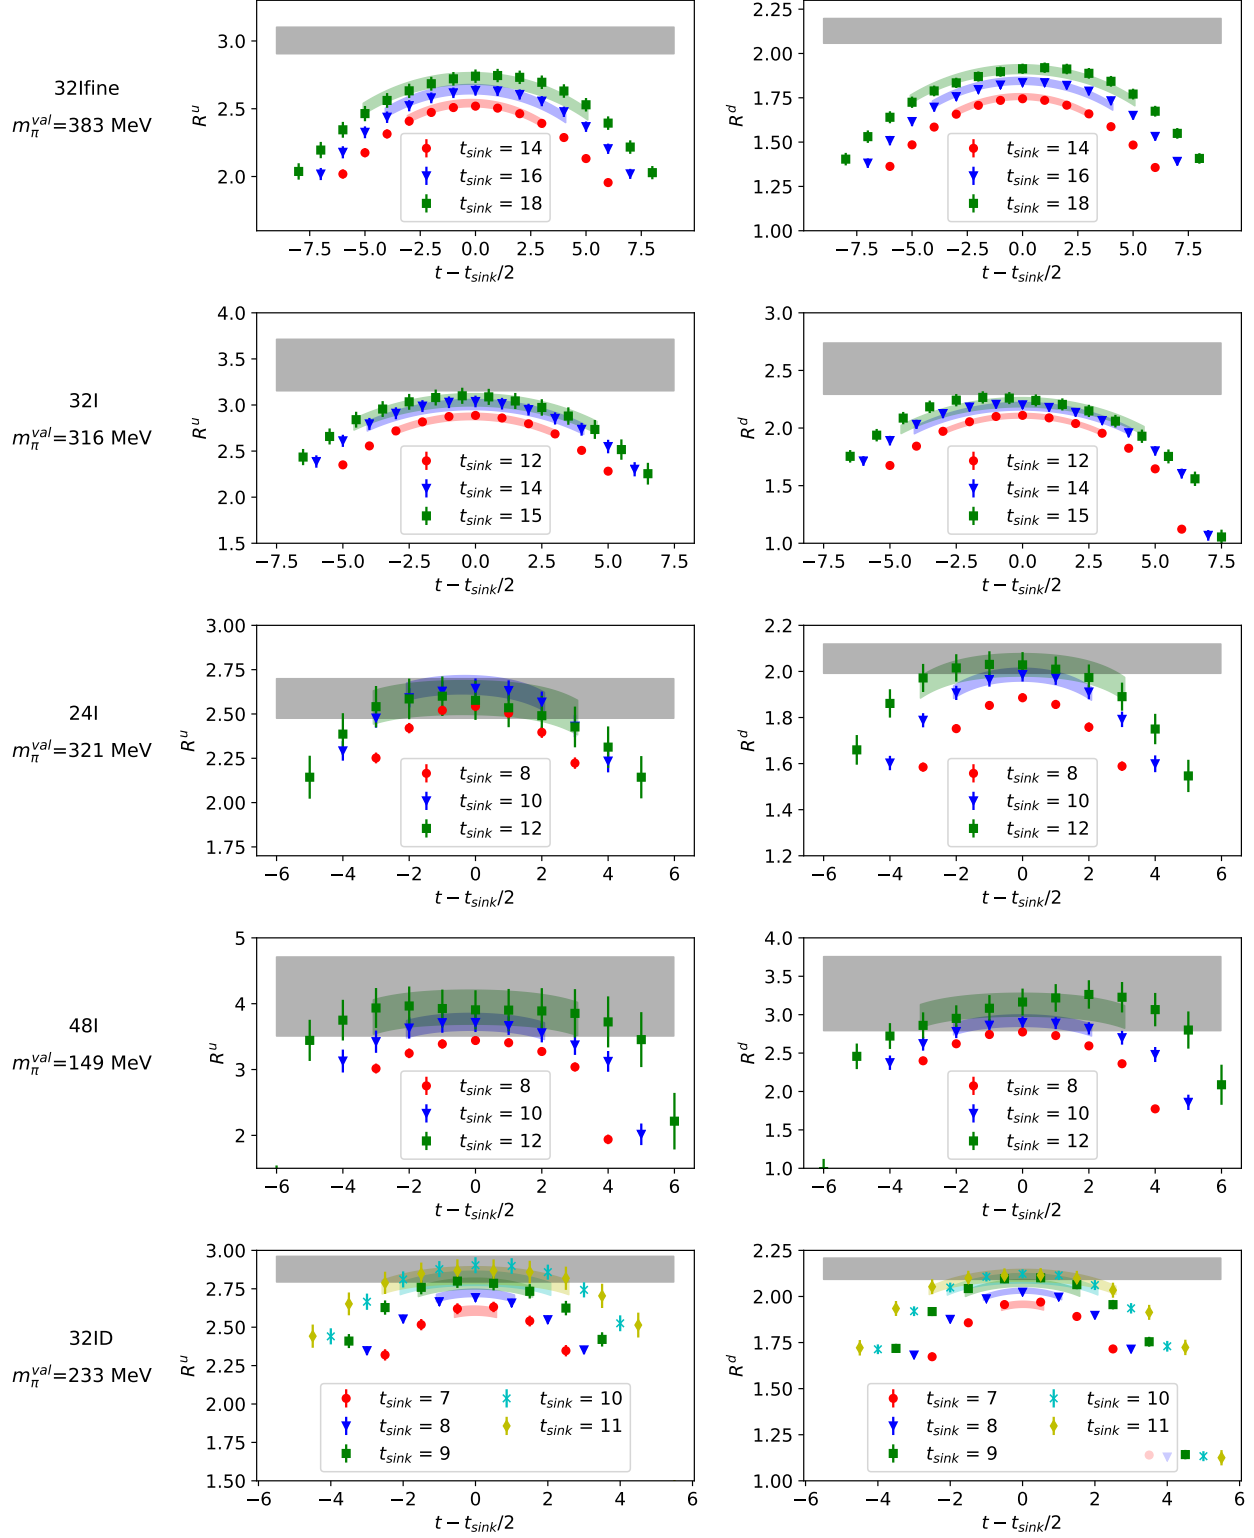 32Ifine
m_π^val=383 MeV
R^u
3.0
2.5
2.0
t_sink = 14
t_sink = 16
t_sink = 18
−7.5 −5.0 −2.5 0.0 2.5 5.0 7.5
t − t_sink/2
R^d
2.25
2.00
1.75
1.50
1.25
1.00
t_sink = 14
t_sink = 16
t_sink = 18
−7.5 −5.0 −2.5 0.0 2.5 5.0 7.5
t − t_sink/2
32I
m_π^val=316 MeV
R^u
4.0
3.5
3.0
2.5
2.0
1.5
t_sink = 12
t_sink = 14
t_sink = 15
−7.5 −5.0 −2.5 0.0 2.5 5.0 7.5
t − t_sink/2
R^d
3.0
2.5
2.0
1.5
1.0
t_sink = 12
t_sink = 14
t_sink = 15
−7.5 −5.0 −2.5 0.0 2.5 5.0 7.5
t − t_sink/2
24I
m_π^val=321 MeV
R^u
3.00
2.75
2.50
2.25
2.00
1.75
t_sink = 8
t_sink = 10
t_sink = 12
−6 −4 −2 0 2 4 6
t − t_sink/2
R^d
2.2
2.0
1.8
1.6
1.4
1.2
t_sink = 8
t_sink = 10
t_sink = 12
−6 −4 −2 0 2 4 6
t − t_sink/2
48I
m_π^val=149 MeV
R^u
5
4
3
2
t_sink = 8
t_sink = 10
t_sink = 12
−6 −4 −2 0 2 4 6
t − t_sink/2
R^d
4.0
3.5
3.0
2.5
2.0
1.5
1.0
t_sink = 8
t_sink = 10
t_sink = 12
−6 −4 −2 0 2 4 6
t − t_sink/2
32ID
m_π^val=233 MeV
R^u
3.00
2.75
2.50
2.25
2.00
1.75
1.50
t_sink = 7 t_sink = 10
t_sink = 8 t_sink = 11
t_sink = 9
−6 −4 −2 0 2 4 6
t − t_sink/2
R^d
2.25
2.00
1.75
1.50
1.25
1.00
t_sink = 7 t_sink = 10
t_sink = 8 t_sink = 11
t_sink = 9
−6 −4 −2 0 2 4 6
t − t_sink/2